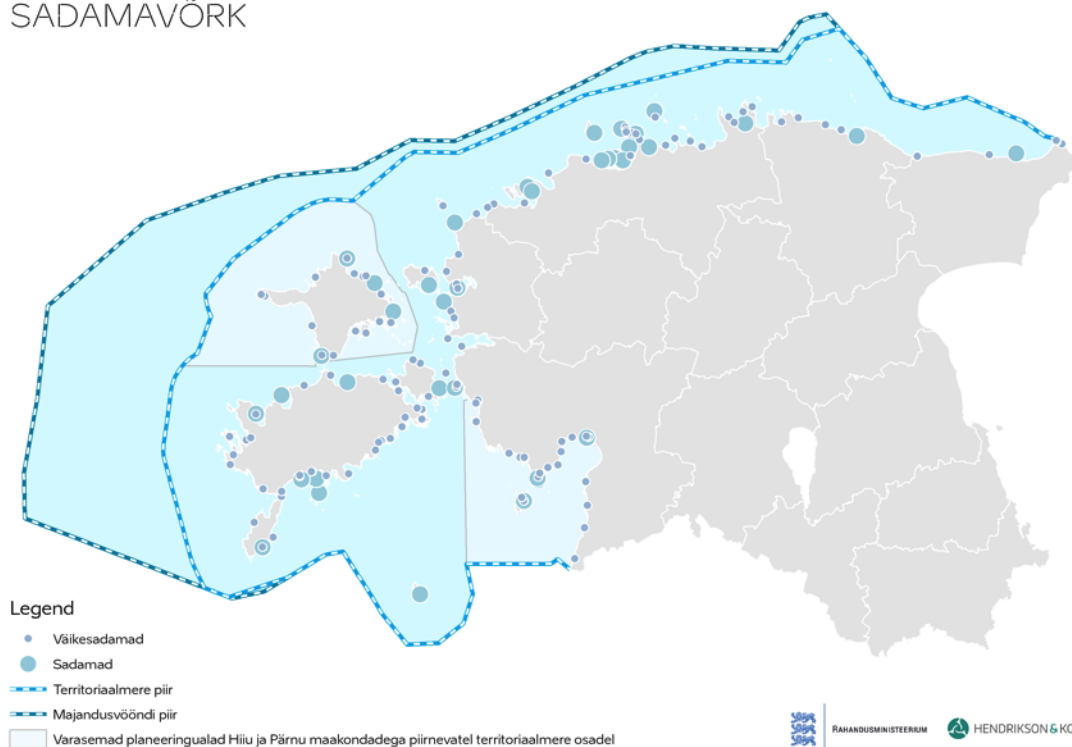 SADAMAVÕRK
Legend
Väikesadamad
Sadamad
Territoriaalmere piir
Majandusvööndi piir
Varasemad planeeringualad Hiiu ja Pärnu maakondadega piirnevatel territoriaalmere osadel
RAHANDUSMINISTEERIUM
HENDRIKSON & KO